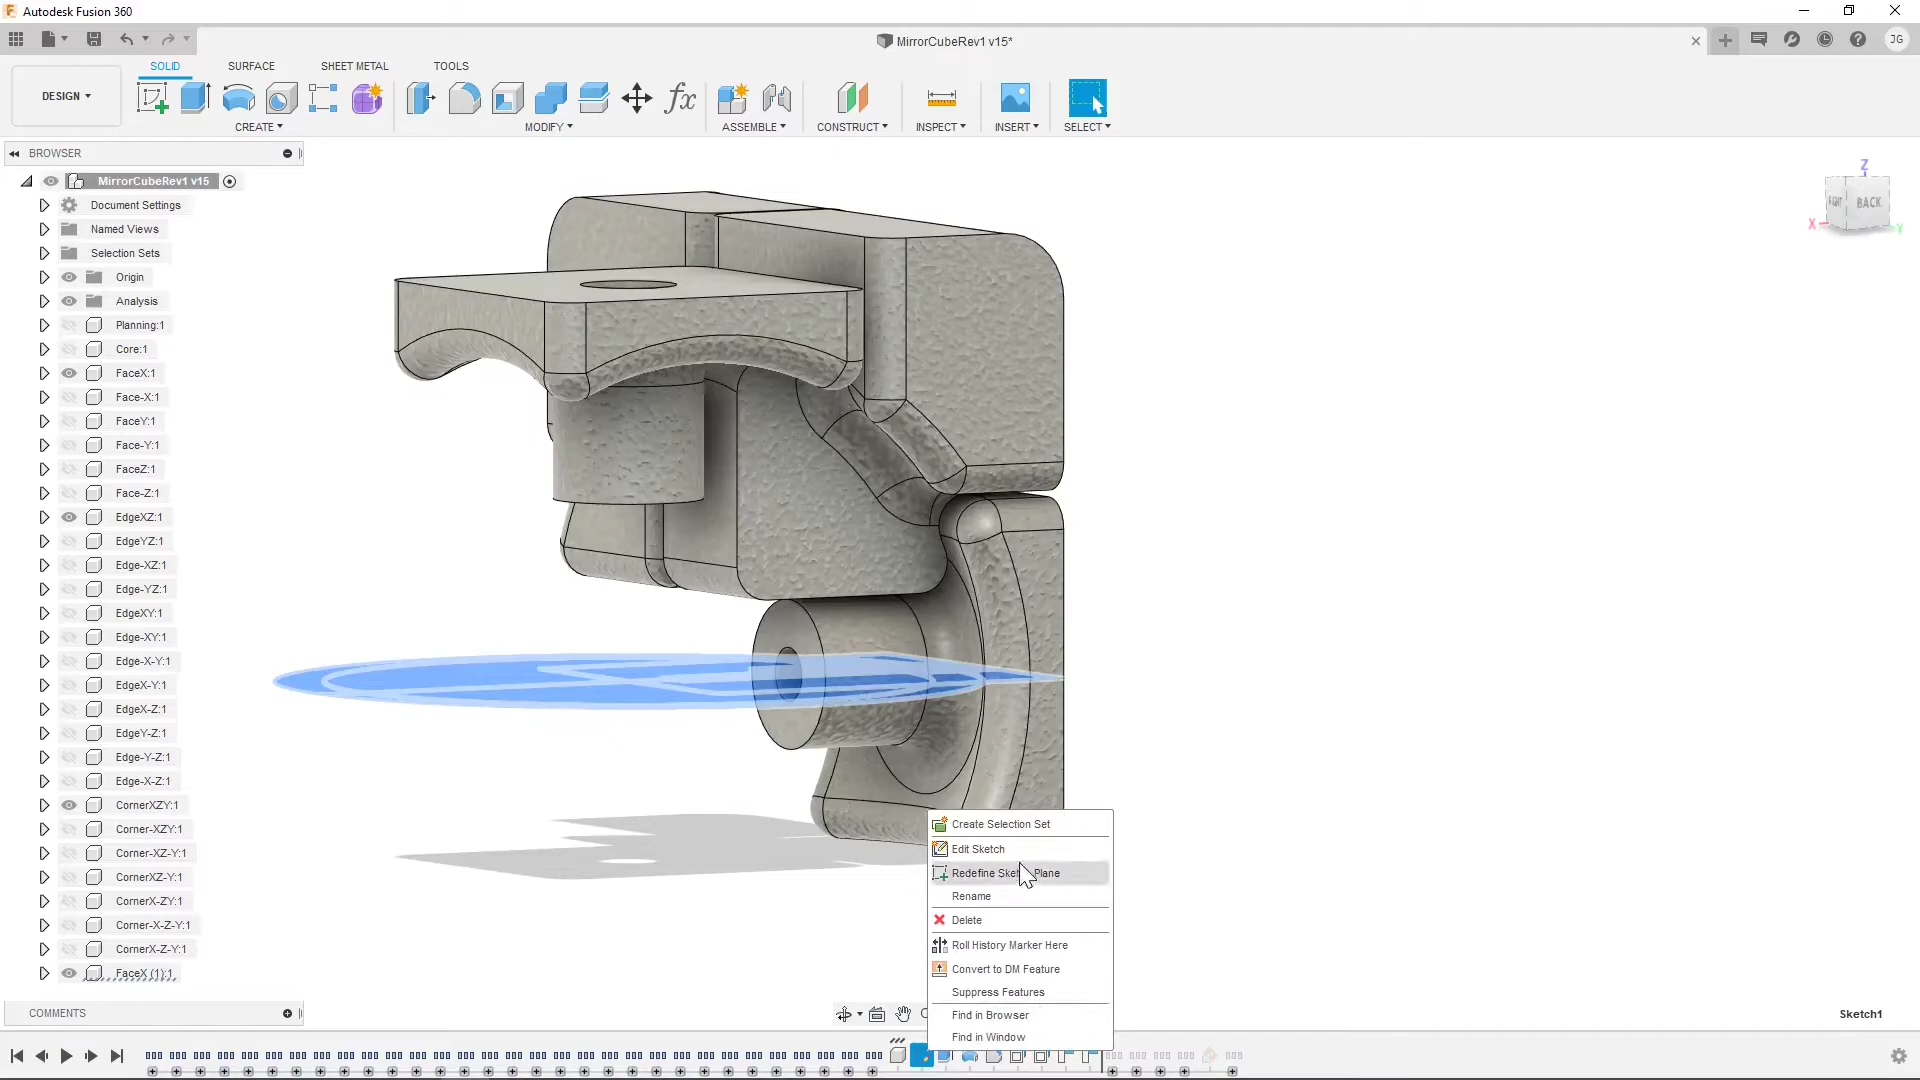 Autodesk Fusion 360
MirrorCubeRev1 v15*
JG
DESIGN
SOLID
SURFACE
SHEET METAL
TOOLS
fx
CREATE
MODIFY
ASSEMBLE
CONSTRUCT
INSPECT
INSERT
SELECT
BROWSER
MirrorCubeRev1 v15
Document Settings
Named Views
Selection Sets
Origin
Analysis
Planning:1
Core:1
FaceX:1
Face-X:1
FaceY:1
Face-Y:1
FaceZ:1
Face-Z:1
EdgeXZ:1
EdgeYZ:1
Edge-XZ:1
Edge-YZ:1
EdgeXY:1
Edge-XY:1
Edge-X-Y:1
EdgeX-Y:1
EdgeX-Z:1
EdgeY-Z:1
Edge-Y-Z:1
Edge-X-Z:1
CornerXZY:1
Corner-XZY:1
Corner-XZ-Y:1
CornerXZ-Y:1
CornerX-ZY:1
Corner-X-Z-Y:1
CornerX-Z-Y:1
FaceX (1):1
COMMENTS
Z
RIGHT
BACK
X
Y
Create Selection Set
Edit Sketch
Redefine Sketch Plane
Rename
Delete
Roll History Marker Here
Convert to DM Feature
Suppress Features
Find in Browser
Find in Window
Sketch1